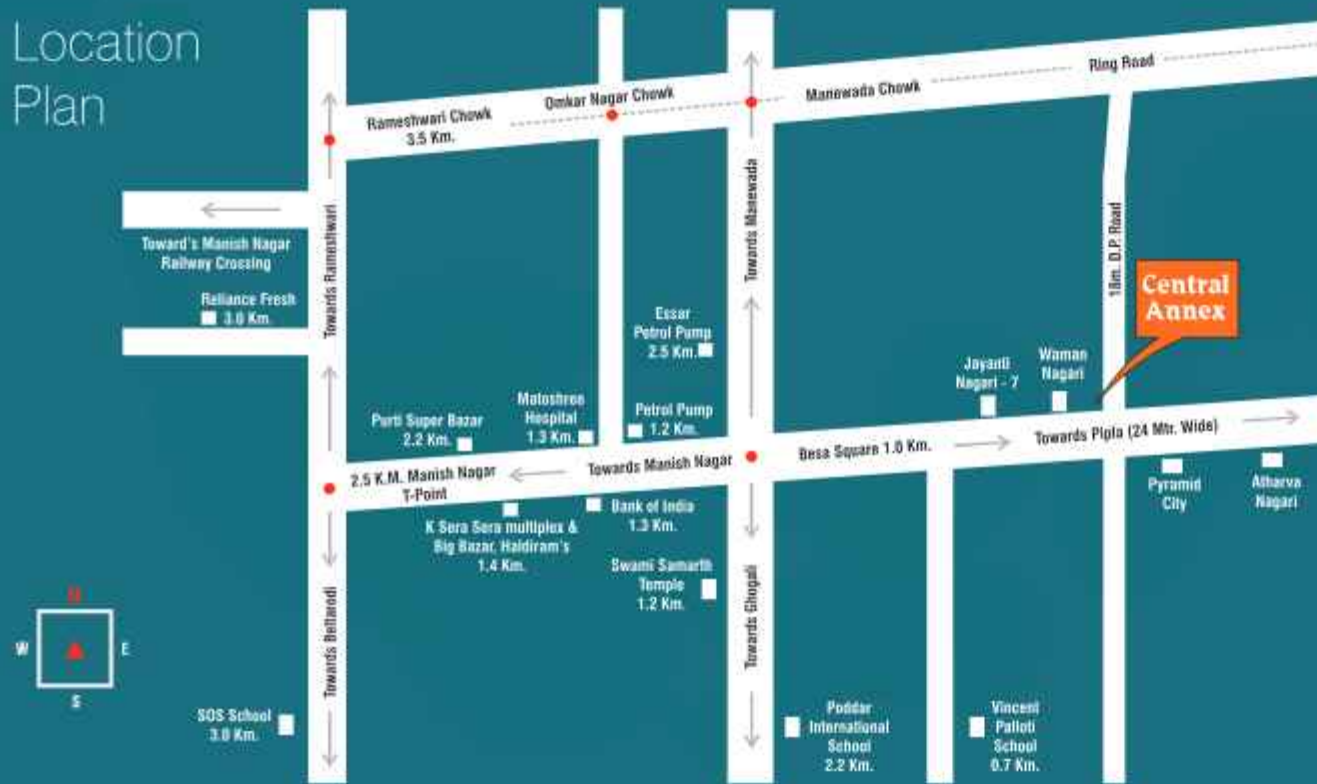 Location
Plan
Rameshwari Chowk
3.5 Km.
Omkar Nagar Chowk
Manewada Chowk
Ring Road
Toward's Manish Nagar
Railway Crossing
Reliance Fresh
3.0 Km.
Towards Rameshwari
Towards Manewada
18m. D.P. Road
Central
Annex
Essar
Petrol Pump
2.5 Km.
Jayanti
Nagari - 7
Waman
Nagari
Purti Super Bazar
2.2 Km.
Matoshree
Hospital
1.3 Km.
Petrol Pump
1.2 Km.
2.5 K.M. Manish Nagar
T-Point
Towards Manish Nagar
Besa Square 1.0 Km.
Towards Pipla (24 Mtr. Wide)
Pyramid
City
Atharva
Nagari
K Sera Sera multiplex &
Big Bazar, Haldiram's
1.4 Km.
Bank of India
1.3 Km.
Swami Samarth
Temple
1.2 Km.
Towards Beltarodi
Towards Ghogali
N
W
E
S
SOS School
3.0 Km.
Poddar
International
School
2.2 Km.
Vincent
Palloti
School
0.7 Km.